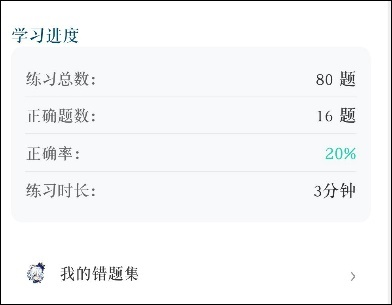 学习进度
练习总数: 80 题
正确题数: 16 题
正确率: 20%
练习时长: 3分钟
我的错题集